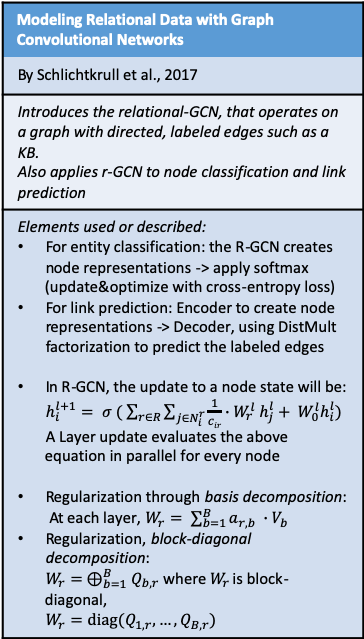 Modeling Relational Data with Graph
Convolutional Networks
By Schlichtkrull et al., 2017
Introduces the relational-GCN, that operates on
a graph with directed, labeled edges such as a
KB.
Also applies r-GCN to node classification and link
prediction
Elements used or described:
• For entity classification: the R-GCN creates
node representations -> apply softmax
(update&optimize with cross-entropy loss)
• For link prediction: Encoder to create node
representations -> Decoder, using DistMult
factorization to predict the labeled edges
• In R-GCN, the update to a node state will be:
$h_i^{l+1} = \sigma \left( \sum_{r \in R} \sum_{j \in N_i^r} \frac{1}{c_{ir}} \cdot W_r^l h_j^l + W_0^l h_i^l \right)$
A Layer update evaluates the above
equation in parallel for every node
• Regularization through basis decomposition:
At each layer, $W_r = \sum_{b=1}^{B} a_{r,b} \cdot V_b$
• Regularization, block-diagonal
decomposition:
$W_r = \bigoplus_{b=1}^{B} Q_{b,r}$ where $W_r$ is block-
diagonal,
$W_r = \mathrm{diag}(Q_{1,r}, \ldots, Q_{B,r})$